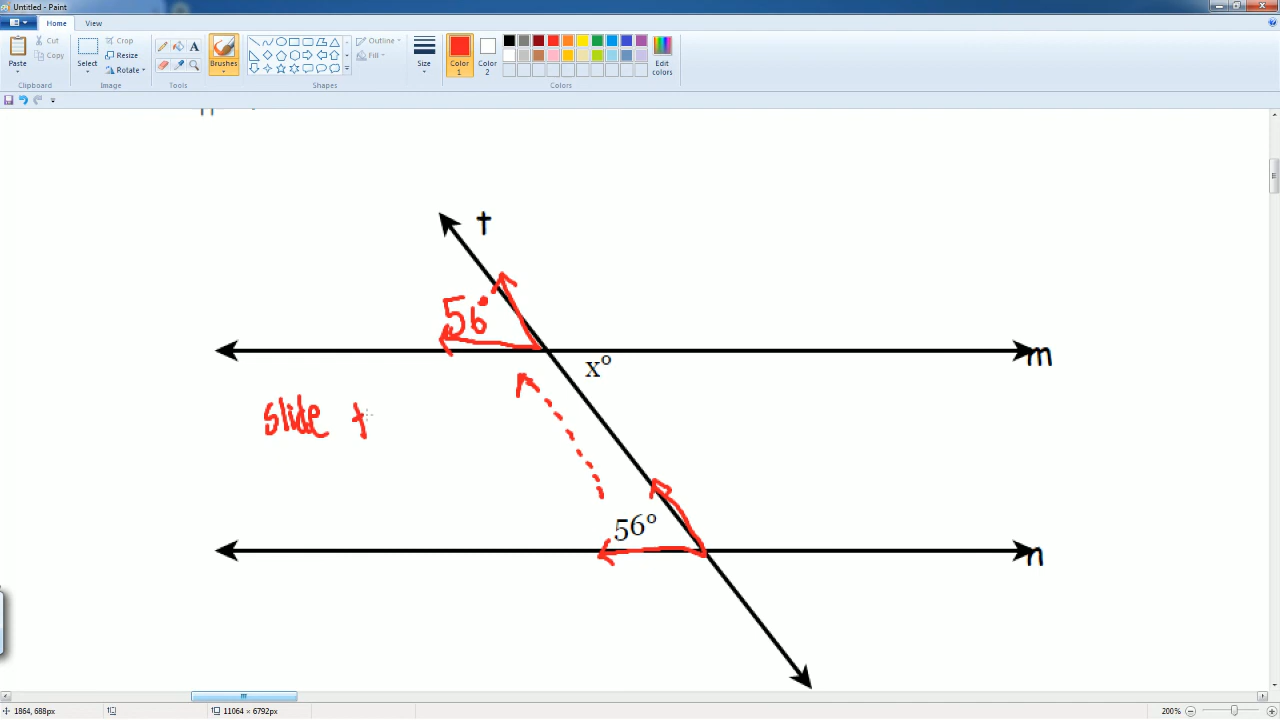 Untitled - Paint
Home View
Paste
Cut
Copy
Clipboard
Select
Crop
Resize
Rotate
Image
A
Tools
Brushes
Outline
Fill
Shapes
Size
Color 1
Color 2
Edit colors
Colors
t
56°
x°
m
slide t
56°
n
1864, 688px
11064 × 6792px
200%